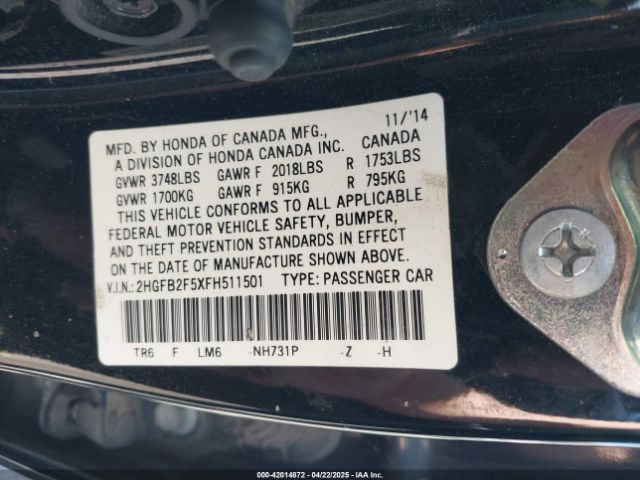 11/'14
MFD. BY HONDA OF CANADA MFG.,
A DIVISION OF HONDA CANADA INC. CANADA
GVWR 3748LBS GAWR F 2018LBS R 1753LBS
GVWR 1700KG GAWR F 915KG R 795KG
THIS VEHICLE CONFORMS TO ALL APPLICABLE
FEDERAL MOTOR VEHICLE SAFETY, BUMPER,
AND THEFT PREVENTION STANDARDS IN EFFECT
ON THE DATE OF MANUFACTURE SHOWN ABOVE.
V.I.N.: 2HGFB2F5XFH511501 TYPE: PASSENGER CAR
TR6 F LM6 -NH731P -Z -H
000-42014872 - 04/22/2025 - IAA Inc.